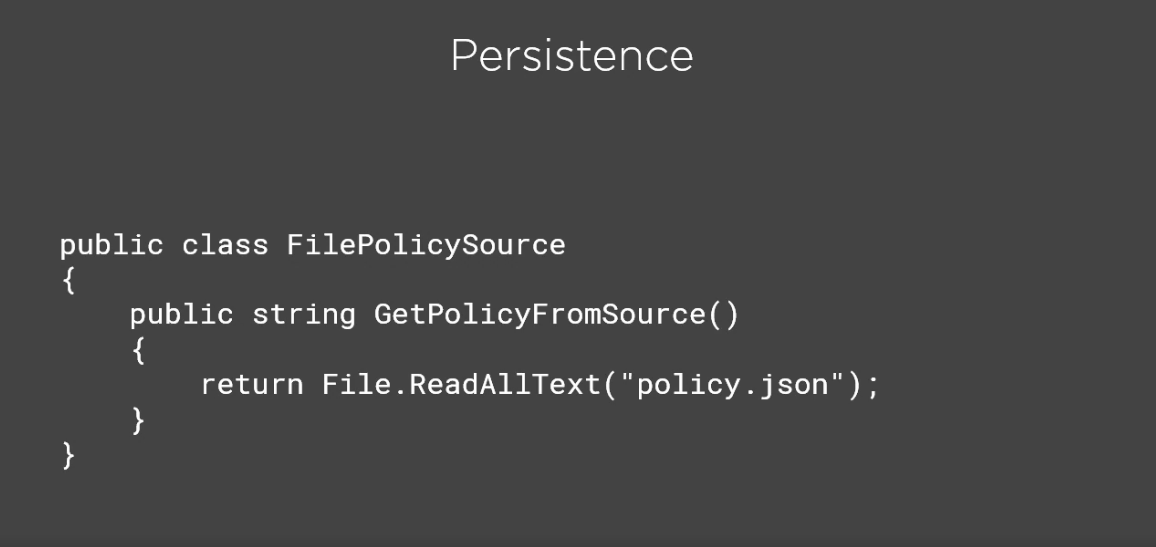 Persistence
public class FilePolicySource
{
    public string GetPolicyFromSource()
    {
        return File.ReadAllText("policy.json");
    }
}